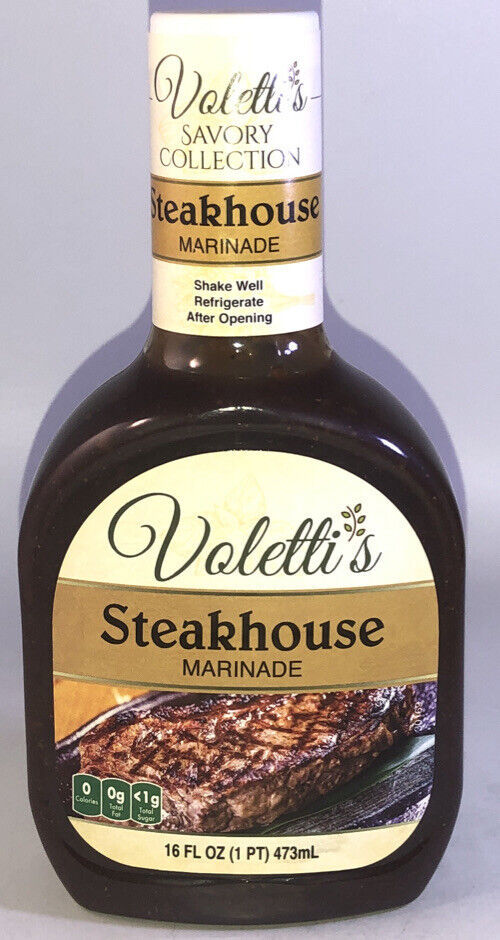 Voletti's
SAVORY
COLLECTION
Steakhouse
MARINADE
Shake Well
Refrigerate
After Opening
Voletti's
Steakhouse
MARINADE
0 0g <1g
Calories Total Fat Total Sugar
16 FL OZ (1 PT) 473mL